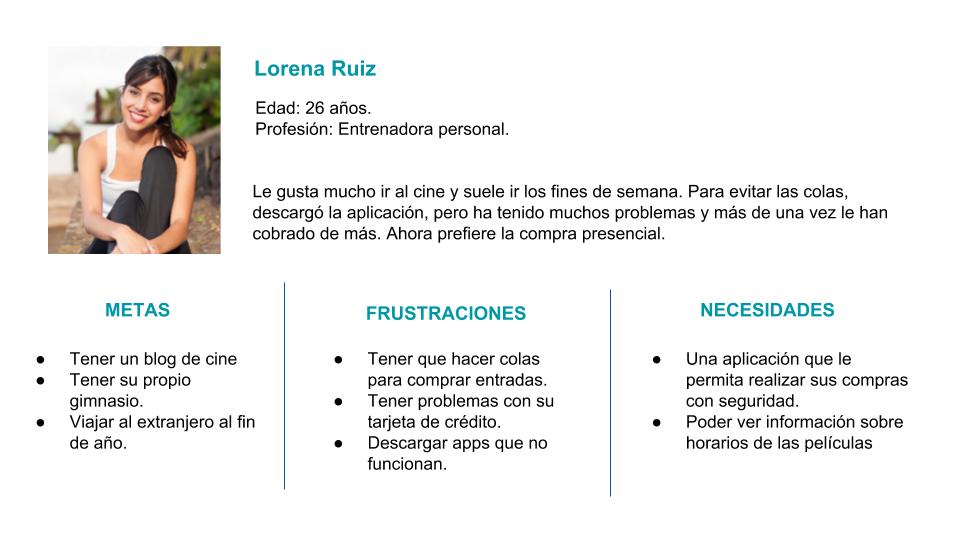 Lorena Ruiz
Edad: 26 años.
Profesión: Entrenadora personal.
Le gusta mucho ir al cine y suele ir los fines de semana. Para evitar las colas,
descargó la aplicación, pero ha tenido muchos problemas y más de una vez le han
cobrado de más. Ahora prefiere la compra presencial.
METAS
● Tener un blog de cine
● Tener su propio
gimnasio.
● Viajar al extranjero al fin
de año.
FRUSTRACIONES
● Tener que hacer colas
para comprar entradas.
● Tener problemas con su
tarjeta de crédito.
● Descargar apps que no
funcionan.
NECESIDADES
● Una aplicación que le
permita realizar sus compras
con seguridad.
● Poder ver información sobre
horarios de las películas